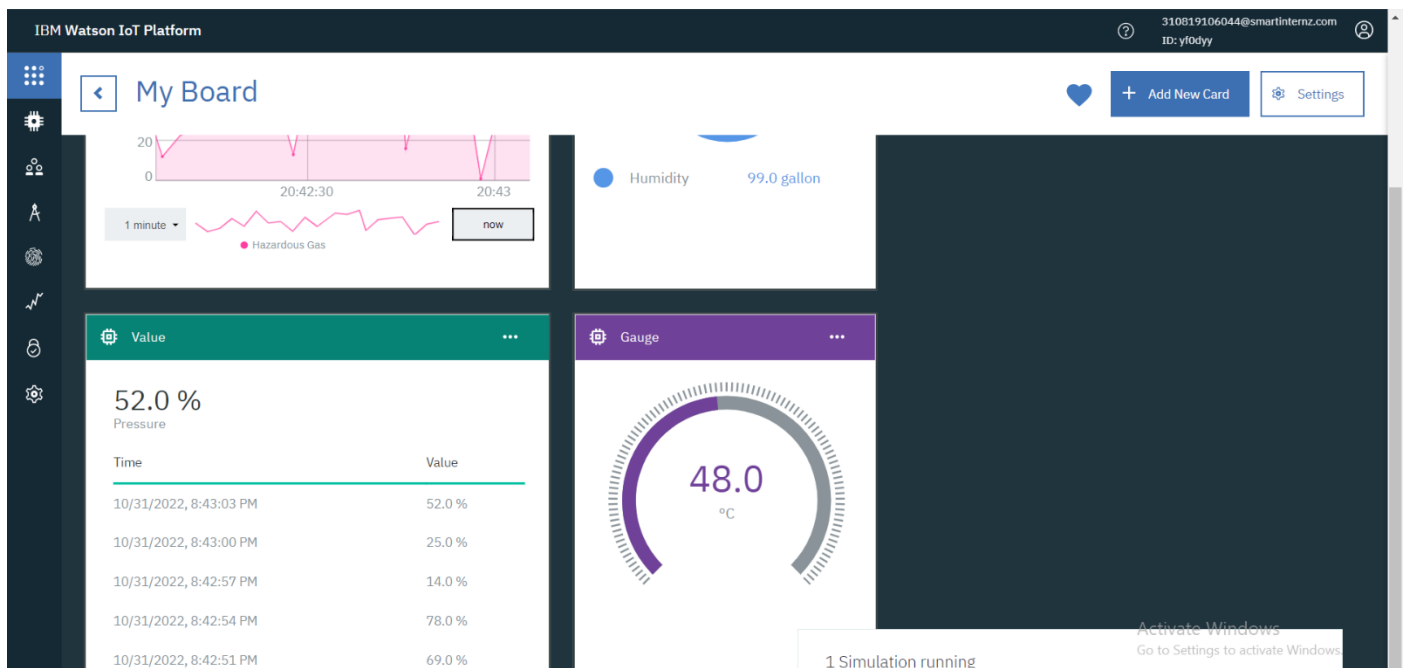 IBM Watson IoT Platform
310819106044@smartinternz.com
ID: yf0dyy
My Board
Add New Card
Settings
20
0
20:42:30
20:43
1 minute
now
Hazardous Gas
Humidity
99.0 gallon
Value
52.0 %
Pressure
Time Value
10/31/2022, 8:43:03 PM 52.0 %
10/31/2022, 8:43:00 PM 25.0 %
10/31/2022, 8:42:57 PM 14.0 %
10/31/2022, 8:42:54 PM 78.0 %
10/31/2022, 8:42:51 PM 69.0 %
Gauge
48.0
°C
1 Simulation running
Activate Windows
Go to Settings to activate Windows.